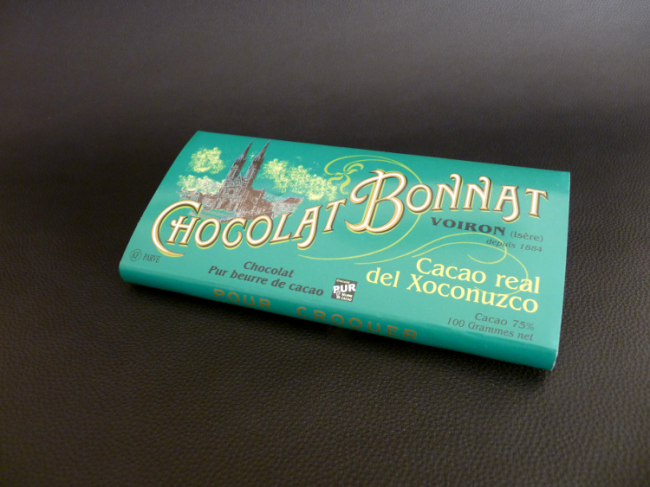 CHOCOLAT BONNAT
VOIRON (Isère)
depuis 1884
Cacao real
del Xoconuzco
Cacao 75%
100 Grammes net
Chocolat
Pur beurre de cacao
PUR
PARIS
POUR CROQUER